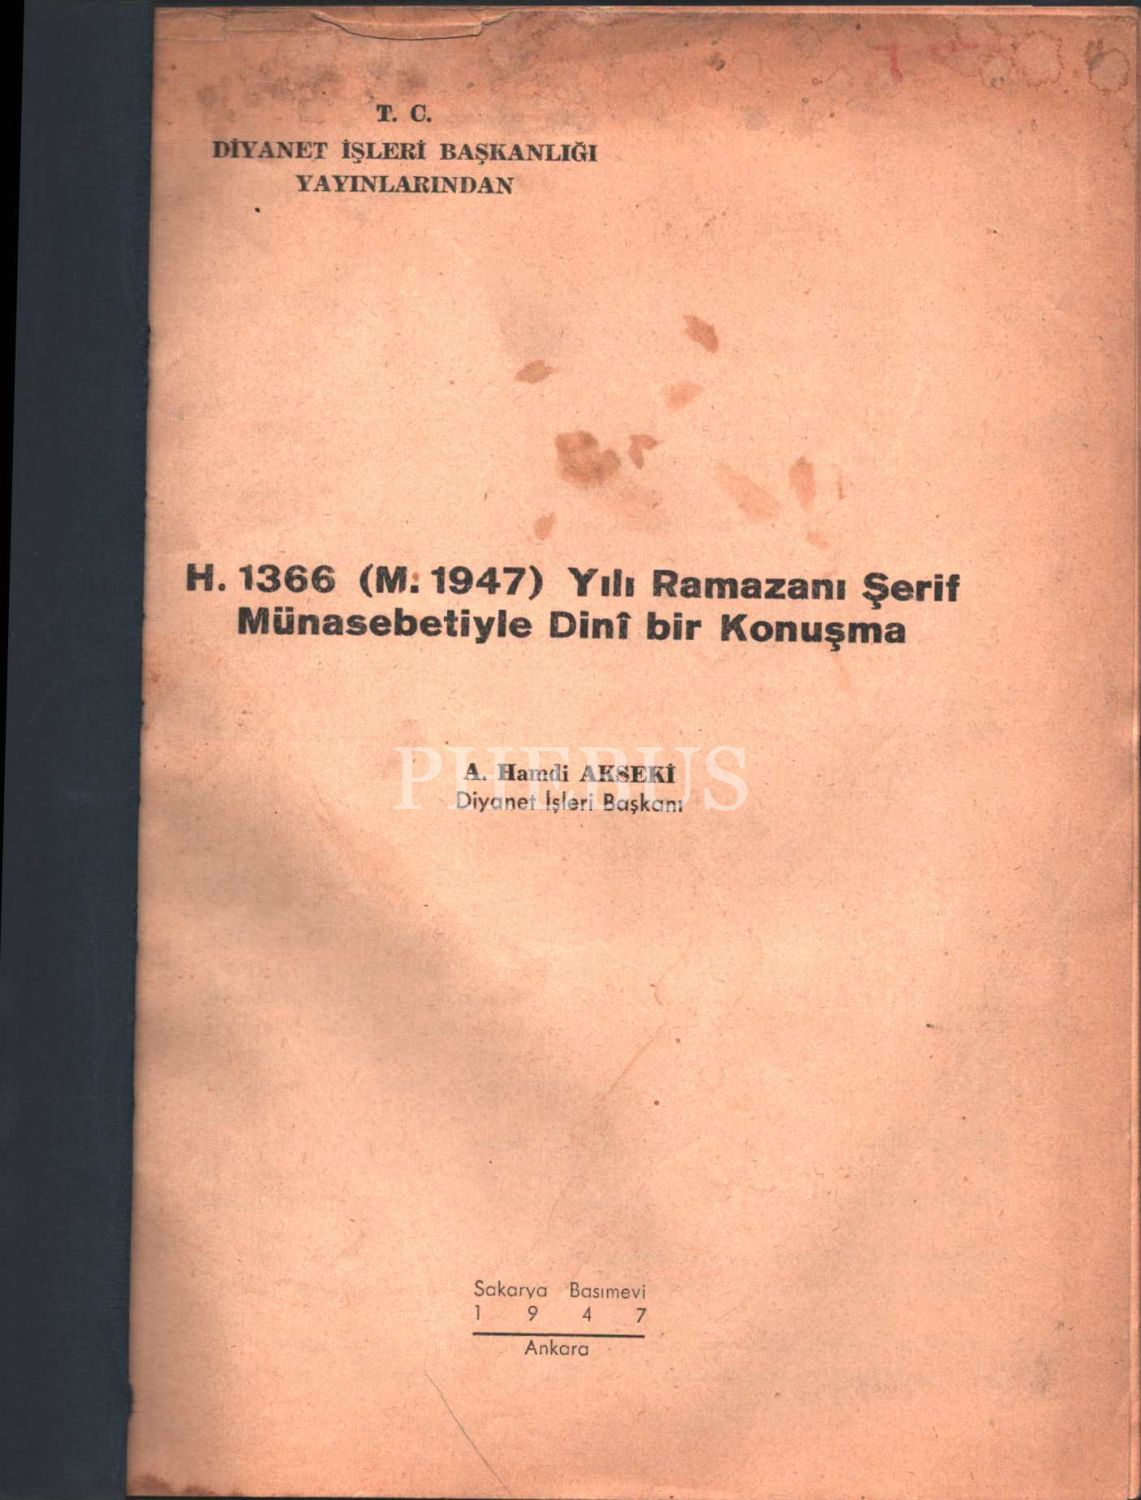 T. C.
DİYANET İŞLERİ BAŞKANLIĞI
YAYINLARINDAN
H. 1366 (M. 1947) Yılı Ramazanı Şerif
Münasebetiyle Dinî bir Konuşma
PHEBUS
A. Hamdi AKSEKİ
Diyanet İşleri Başkanı
Sakarya Basımevi
1 9 4 7
Ankara